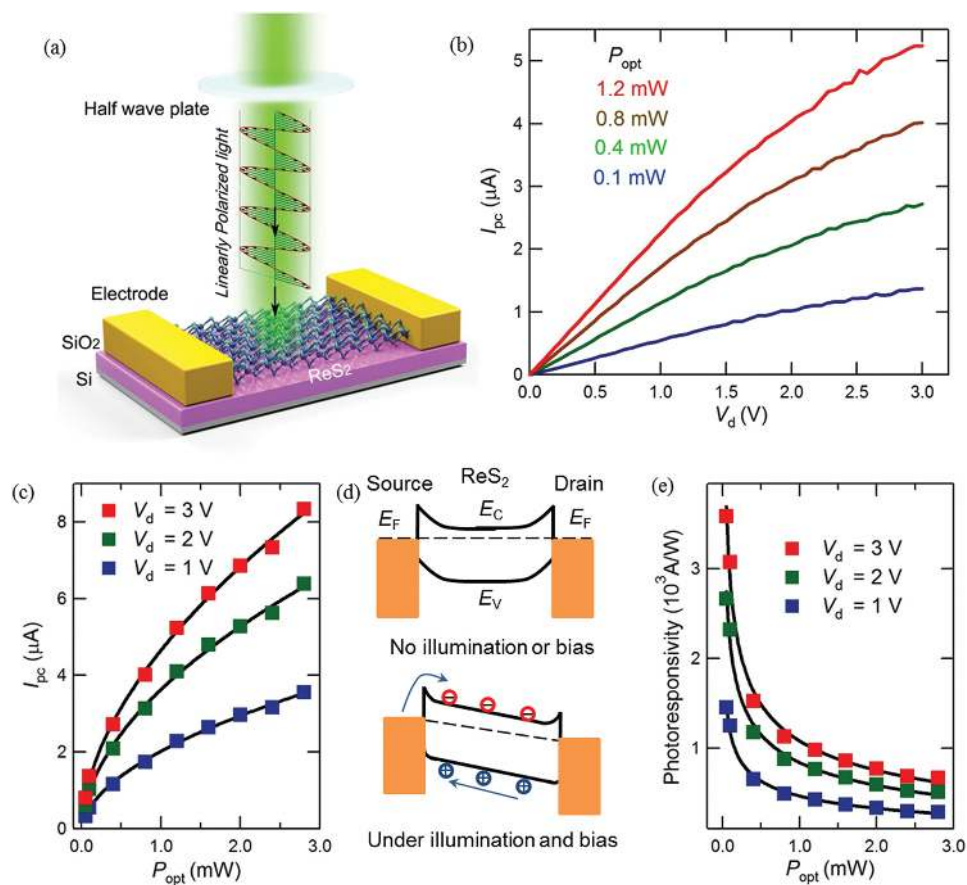 (a)
Half wave plate
Linearly Polarized light
Electrode
SiO2
Si
ReS2
(b)
Popt
1.2 mW
0.8 mW
0.4 mW
0.1 mW
5
4
3
2
1
0
Ipc (μA)
0.0 0.5 1.0 1.5 2.0 2.5 3.0
Vd (V)
(c)
Vd = 3 V
Vd = 2 V
Vd = 1 V
8
6
4
2
0
Ipc (μA)
0.0 1.0 2.0 3.0
Popt (mW)
(d)
Source ReS2 Drain
EF EC EF
EV
No illumination or bias
Under illumination and bias
(e)
Vd = 3 V
Vd = 2 V
Vd = 1 V
3
2
1
Photoresponsivity (10³A/W)
0.0 1.0 2.0 3.0
Popt (mW)